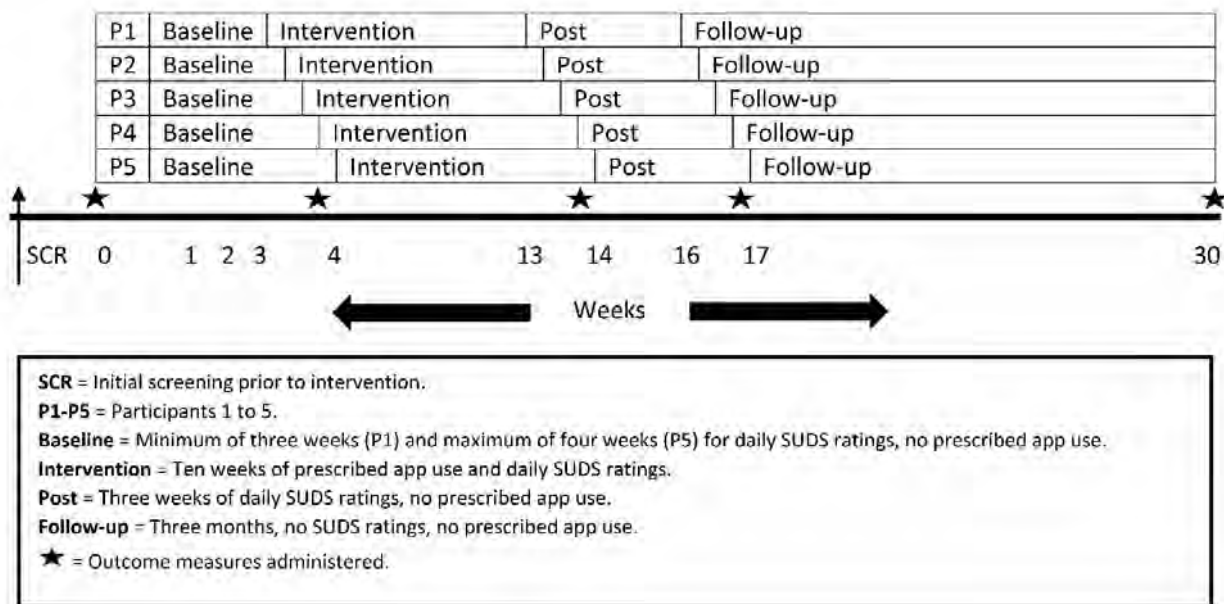 P1 Baseline Intervention Post Follow-up
P2 Baseline Intervention Post Follow-up
P3 Baseline Intervention Post Follow-up
P4 Baseline Intervention Post Follow-up
P5 Baseline Intervention Post Follow-up
SCR 0 1 2 3 4 13 14 16 17 30
Weeks
SCR = Initial screening prior to intervention.
P1-P5 = Participants 1 to 5.
Baseline = Minimum of three weeks (P1) and maximum of four weeks (P5) for daily SUDS ratings, no prescribed app use.
Intervention = Ten weeks of prescribed app use and daily SUDS ratings.
Post = Three weeks of daily SUDS ratings, no prescribed app use.
Follow-up = Three months, no SUDS ratings, no prescribed app use.
★ = Outcome measures administered.